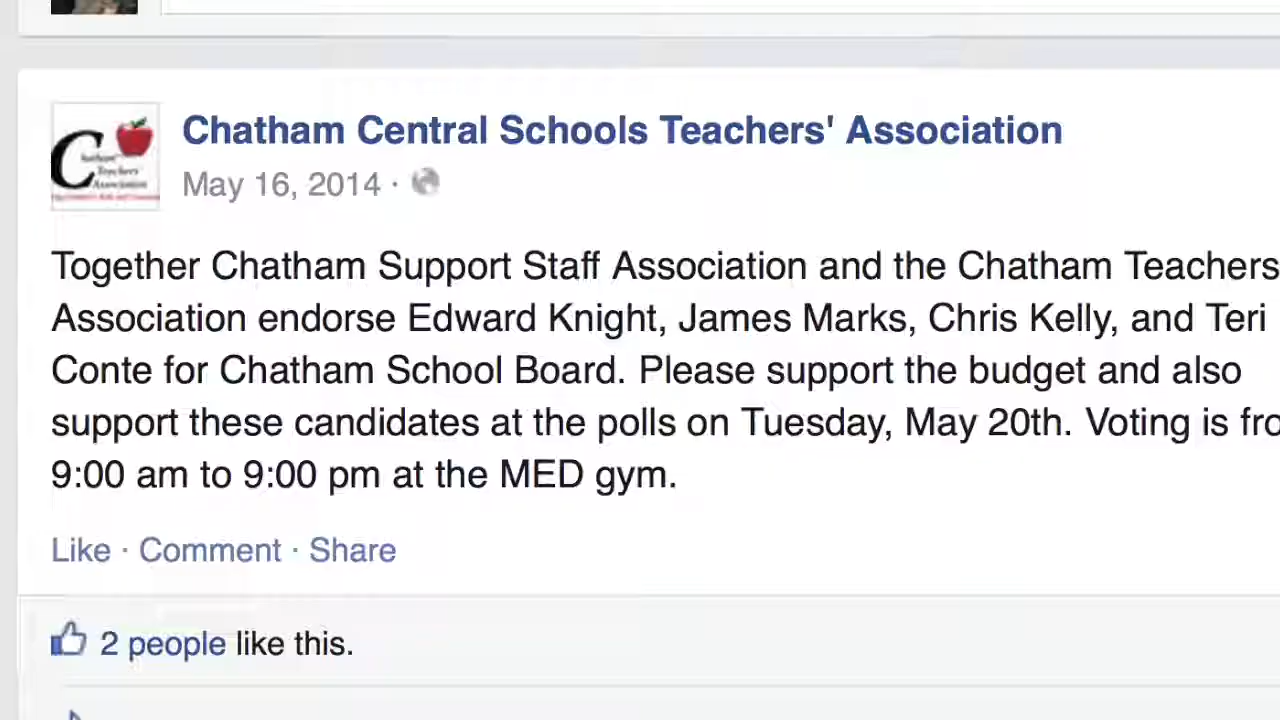 Chatham Central Schools Teachers' Association
May 16, 2014 ·
Together Chatham Support Staff Association and the Chatham Teachers
Association endorse Edward Knight, James Marks, Chris Kelly, and Teri
Conte for Chatham School Board. Please support the budget and also
support these candidates at the polls on Tuesday, May 20th. Voting is
9:00 am to 9:00 pm at the MED gym.
Like · Comment · Share
2 people like this.